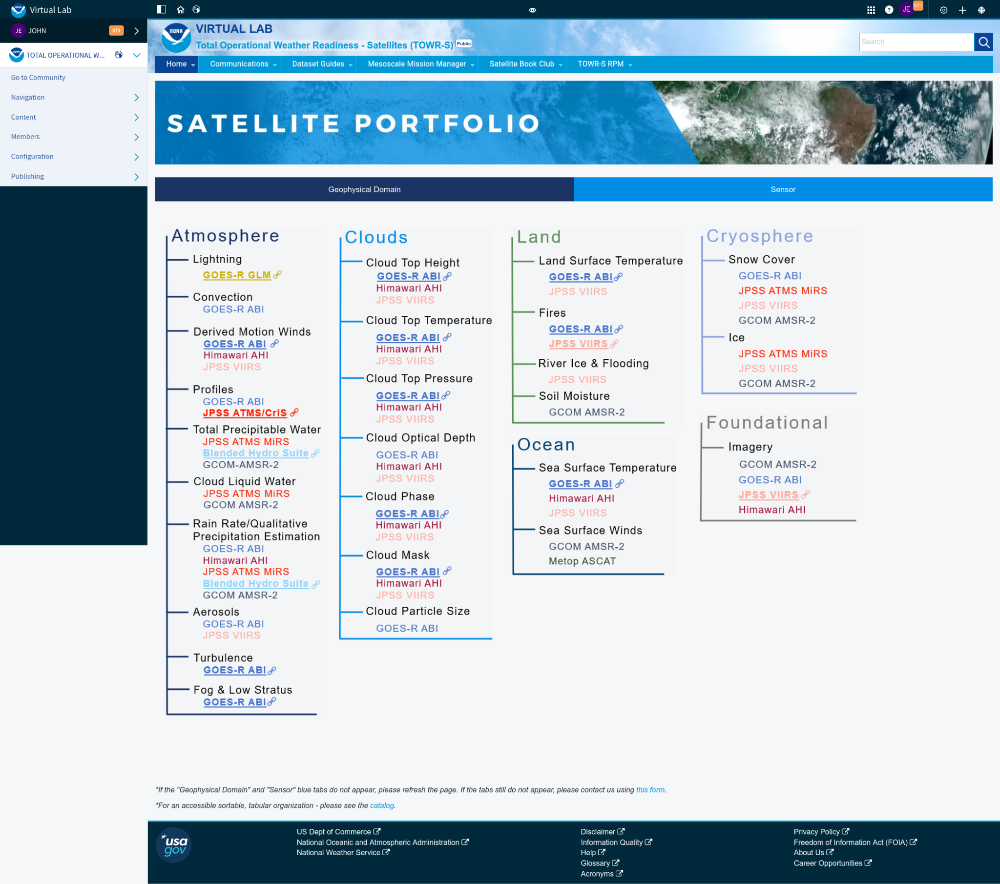 Virtual Lab
JE
871
JE JOHN 871
TOTAL OPERATIONAL W...
Go to Community
Navigation
Content
Members
Configuration
Publishing
NOAA
VIRTUAL LAB
Total Operational Weather Readiness - Satellites (TOWR-S) Public
Search
Home
Communications
Dataset Guides
Mesoscale Mission Manager
Satellite Book Club
TOWR-S RPM
SATELLITE PORTFOLIO
Geophysical Domain
Sensor
Atmosphere
Lightning
GOES-R GLM
Convection
GOES-R ABI
Derived Motion Winds
GOES-R ABI
Himawari AHI
JPSS VIIRS
Profiles
GOES-R ABI
JPSS ATMS/CrIS
Total Precipitable Water
JPSS ATMS MiRS
Blended Hydro Suite
GCOM-AMSR-2
Cloud Liquid Water
JPSS ATMS MiRS
GCOM AMSR-2
Rain Rate/Qualitative
Precipitation Estimation
GOES-R ABI
Himawari AHI
JPSS ATMS MiRS
Blended Hydro Suite
GCOM AMSR-2
Aerosols
GOES-R ABI
JPSS VIIRS
Turbulence
GOES-R ABI
Fog & Low Stratus
GOES-R ABI
Clouds
Cloud Top Height
GOES-R ABI
Himawari AHI
JPSS VIIRS
Cloud Top Temperature
GOES-R ABI
Himawari AHI
JPSS VIIRS
Cloud Top Pressure
GOES-R ABI
Himawari AHI
JPSS VIIRS
Cloud Optical Depth
GOES-R ABI
Himawari AHI
JPSS VIIRS
Cloud Phase
GOES-R ABI
Himawari AHI
JPSS VIIRS
Cloud Mask
GOES-R ABI
Himawari AHI
JPSS VIIRS
Cloud Particle Size
GOES-R ABI
Land
Land Surface Temperature
GOES-R ABI
JPSS VIIRS
Fires
GOES-R ABI
JPSS VIIRS
River Ice & Flooding
JPSS VIIRS
Soil Moisture
GCOM AMSR-2
Ocean
Sea Surface Temperature
GOES-R ABI
Himawari AHI
JPSS VIIRS
Sea Surface Winds
GCOM AMSR-2
Metop ASCAT
Cryosphere
Snow Cover
GOES-R ABI
JPSS ATMS MiRS
JPSS VIIRS
GCOM AMSR-2
Ice
JPSS ATMS MiRS
JPSS VIIRS
GCOM AMSR-2
Foundational
Imagery
GCOM AMSR-2
GOES-R ABI
JPSS VIIRS
Himawari AHI
*If the "Geophysical Domain" and "Sensor" blue tabs do not appear, please refresh the page. If the tabs still do not appear, please contact us using this form.
*For an accessible sortable, tabular organization - please see the catalog.
usa
gov
US Dept of Commerce
National Oceanic and Atmospheric Administration
National Weather Service
Disclaimer
Information Quality
Help
Glossary
Acronyms
Privacy Policy
Freedom of Information Act (FOIA)
About Us
Career Opportunities